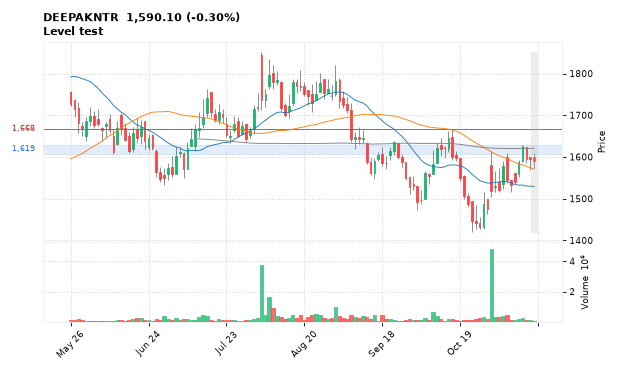 DEEPAKNTR 1,590.10 (-0.30%)
Level test
1800
1,668
1700
1,619
1600
1500
1400
Price
4
2
Volume 10⁶
May 26
Jun 24
Jul 23
Aug 20
Sep 18
Oct 19